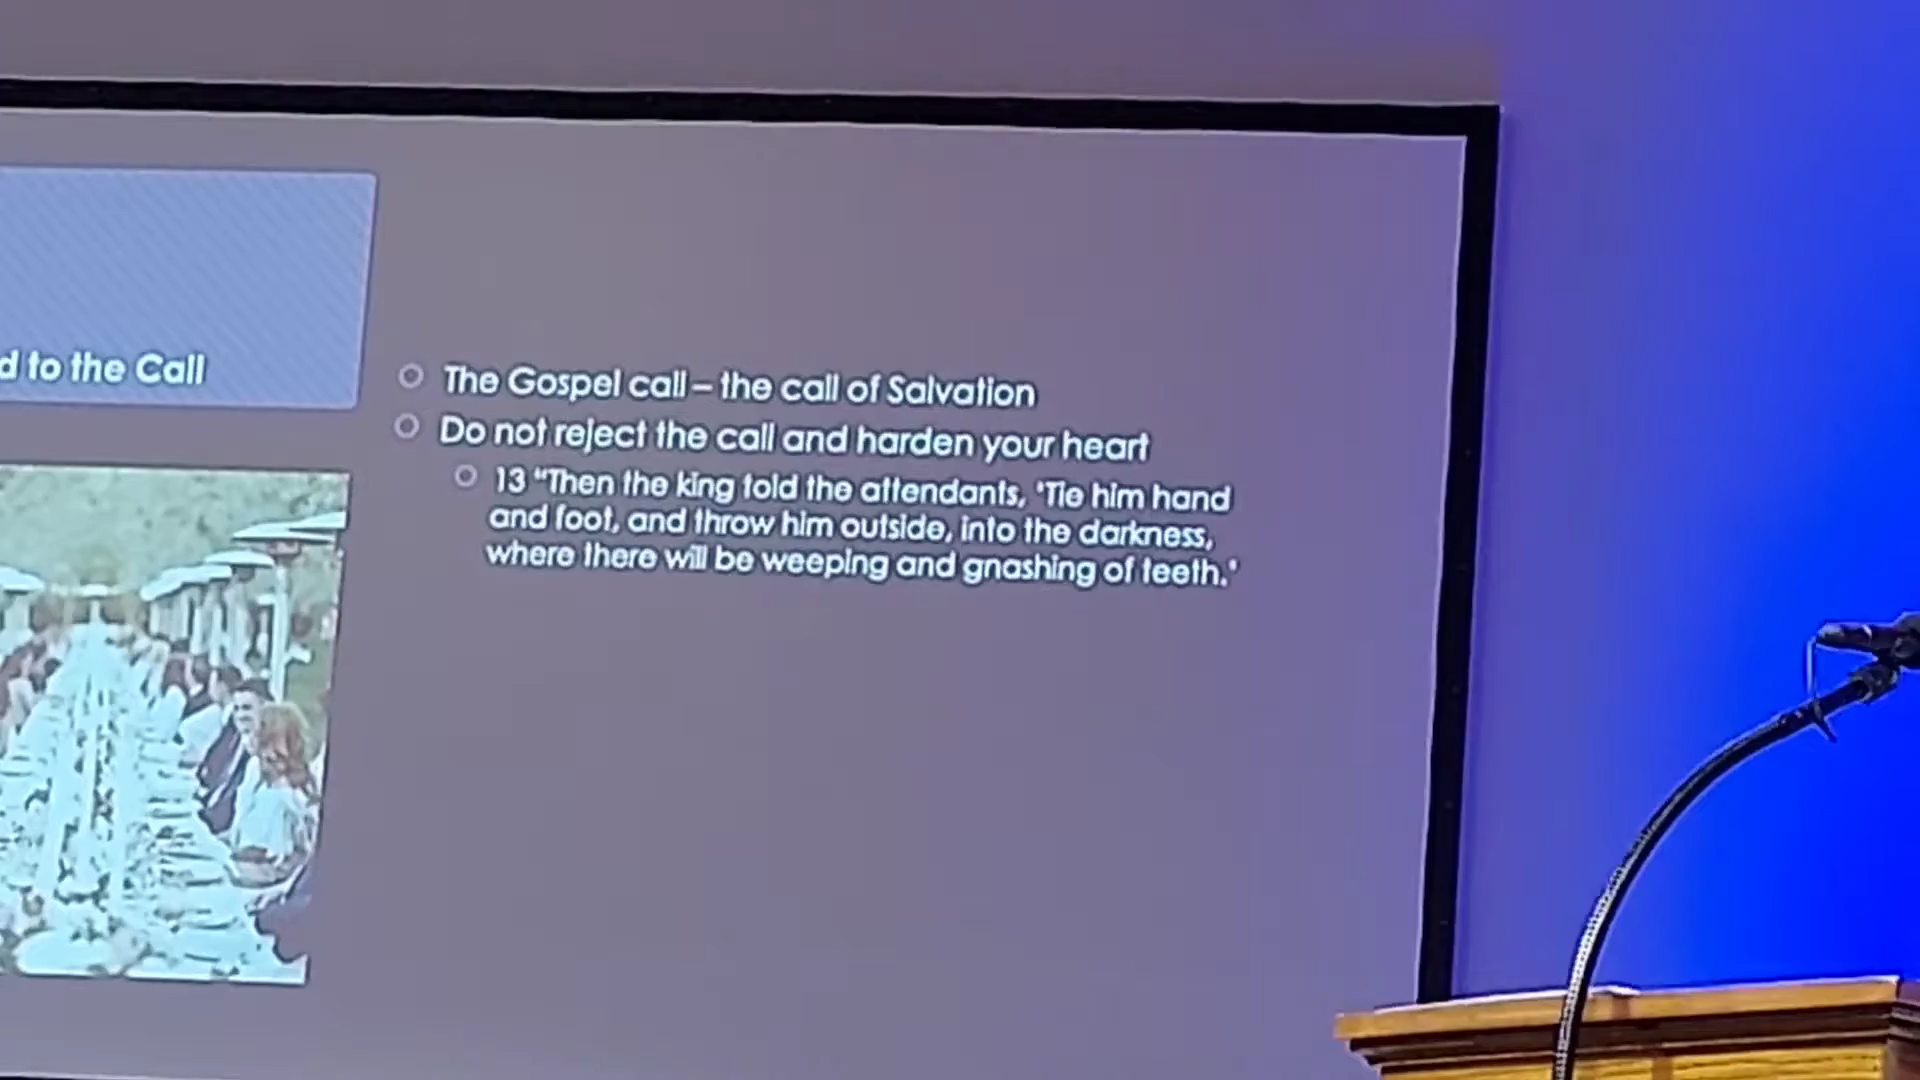 d to the Call
The Gospel call – the call of Salvation
Do not reject the call and harden your heart
13 “Then the king told the attendants, ‘Tie him hand
and foot, and throw him outside, into the darkness,
where there will be weeping and gnashing of teeth.’